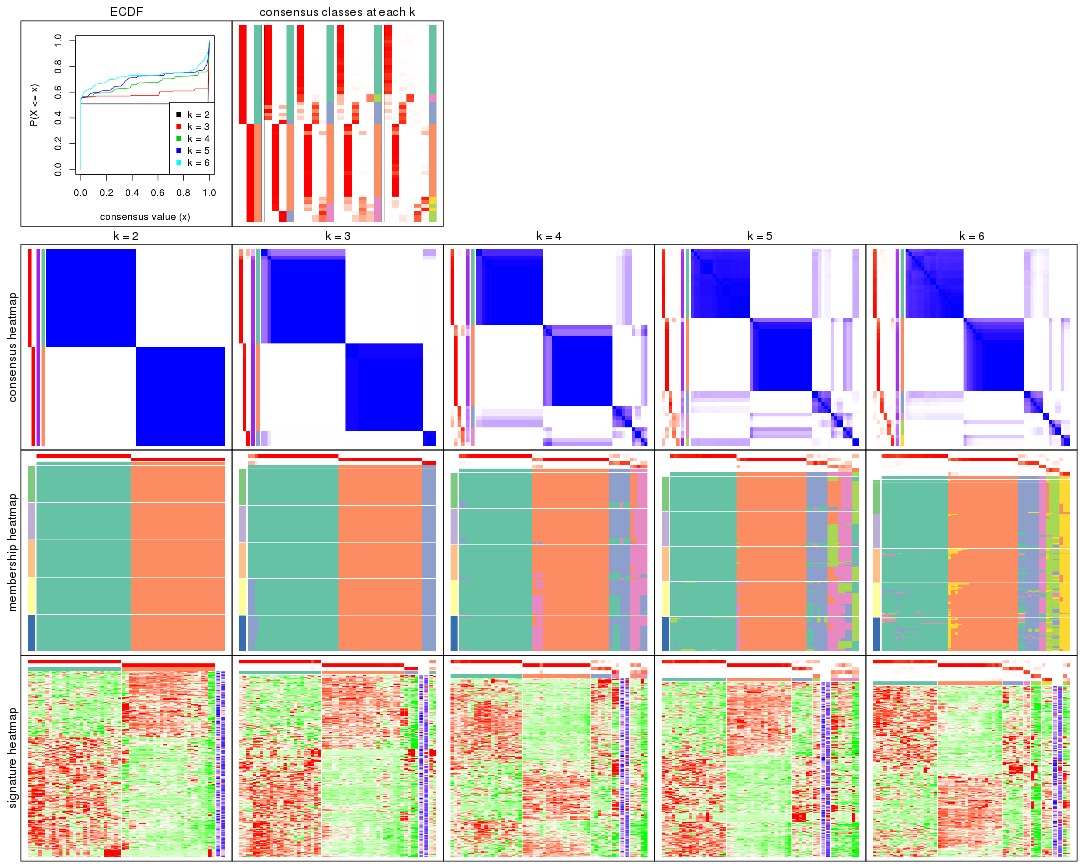 ECDF
consensus classes at each k
P(X <= x)
1.0
0.8
0.6
0.4
0.2
0.0
k = 2
k = 3
k = 4
k = 5
k = 6
0.0 0.2 0.4 0.6 0.8 1.0
consensus value (x)
k = 2
k = 3
k = 4
k = 5
k = 6
consensus heatmap
membership heatmap
signature heatmap